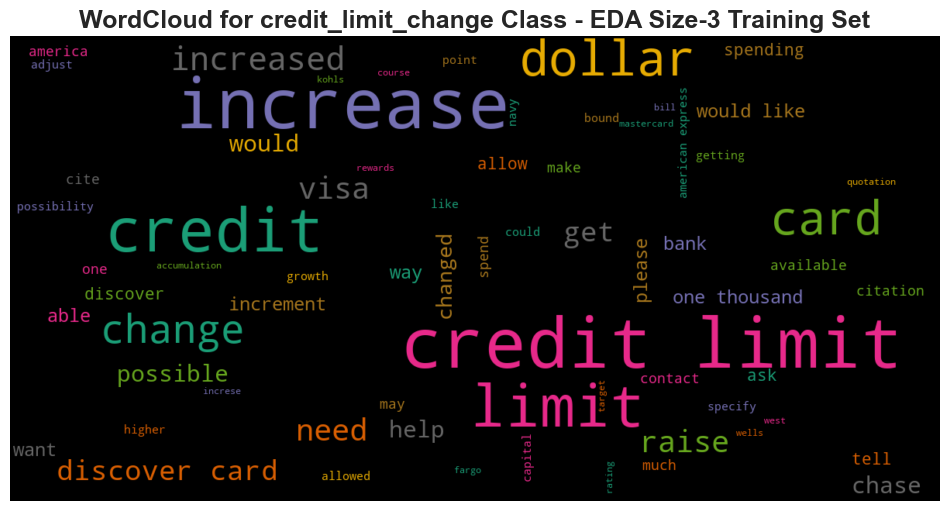 WordCloud for credit_limit_change Class - EDA Size-3 Training Set
america
adjust
increased
kohls
course
point
dollar
spending
increase
navy
bill
bound
mastercard
american express
would like
would
rewards
allow
make
getting
cite
visa
quotation
possibility
like
credit
could
get
card
changed
spend
please
bank
one
accumulation
way
available
discover
growth
increment
one thousand
citation
able
change
credit limit
possible
increse
contact
ask
limit
target
may
specify
west
higher
need
help
wells
want
raise
discover card
allowed
fargo
capital
rating
much
tell
chase